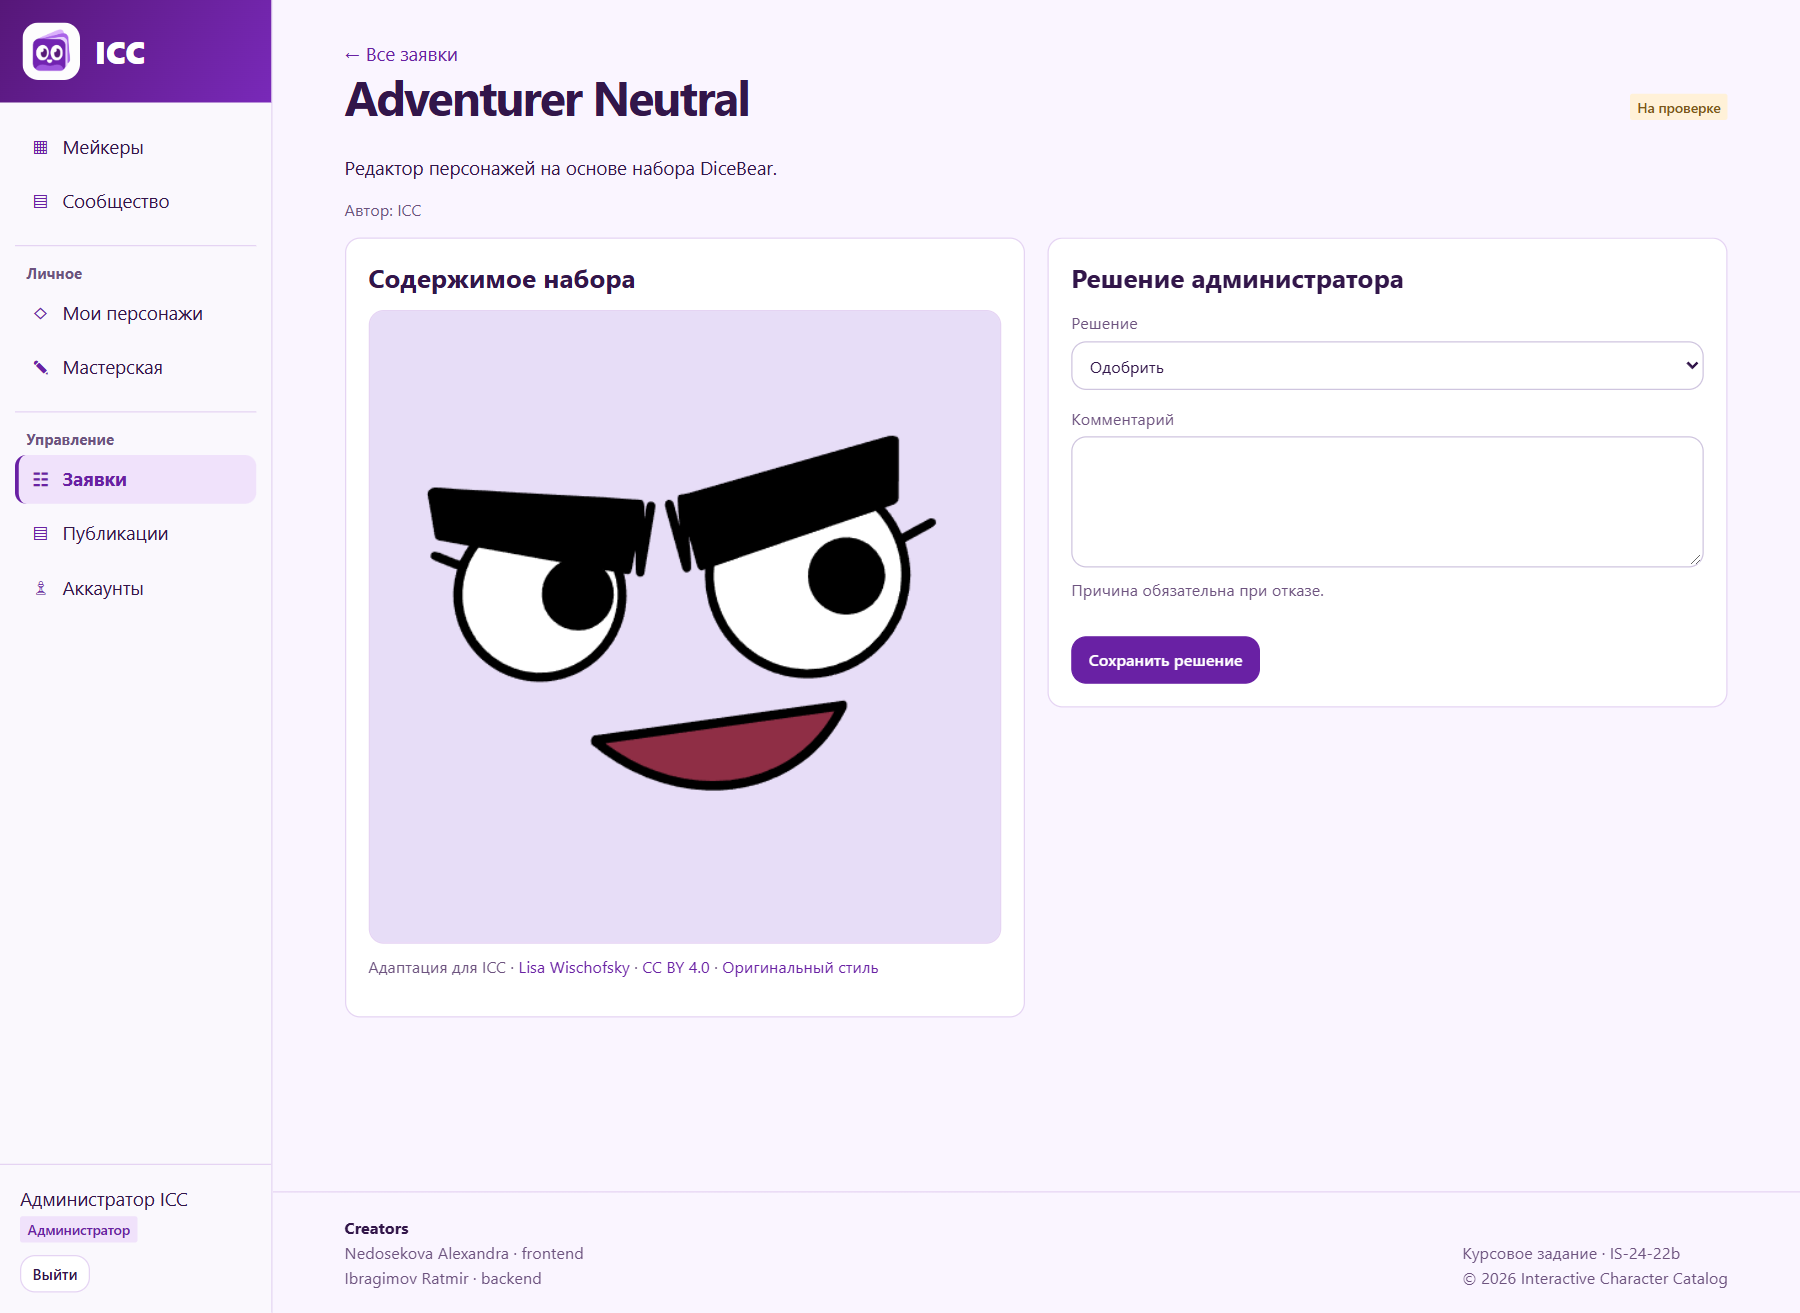 ICC
Мейкеры
Сообщество
Личное
Мои персонажи
Мастерская
Управление
Заявки
Публикации
Аккаунты
Администратор ICC
Администратор
Выйти
← Все заявки
Adventurer Neutral
На проверке
Редактор персонажей на основе набора DiceBear.
Автор: ICC
Содержимое набора
Адаптация для ICC · Lisa Wischofsky · CC BY 4.0 · Оригинальный стиль
Решение администратора
Решение
Одобрить
Комментарий
Причина обязательна при отказе.
Сохранить решение
Creators
Nedosekova Alexandra · frontend
Ibragimov Ratmir · backend
Курсовое задание · IS-24-22b
© 2026 Interactive Character Catalog